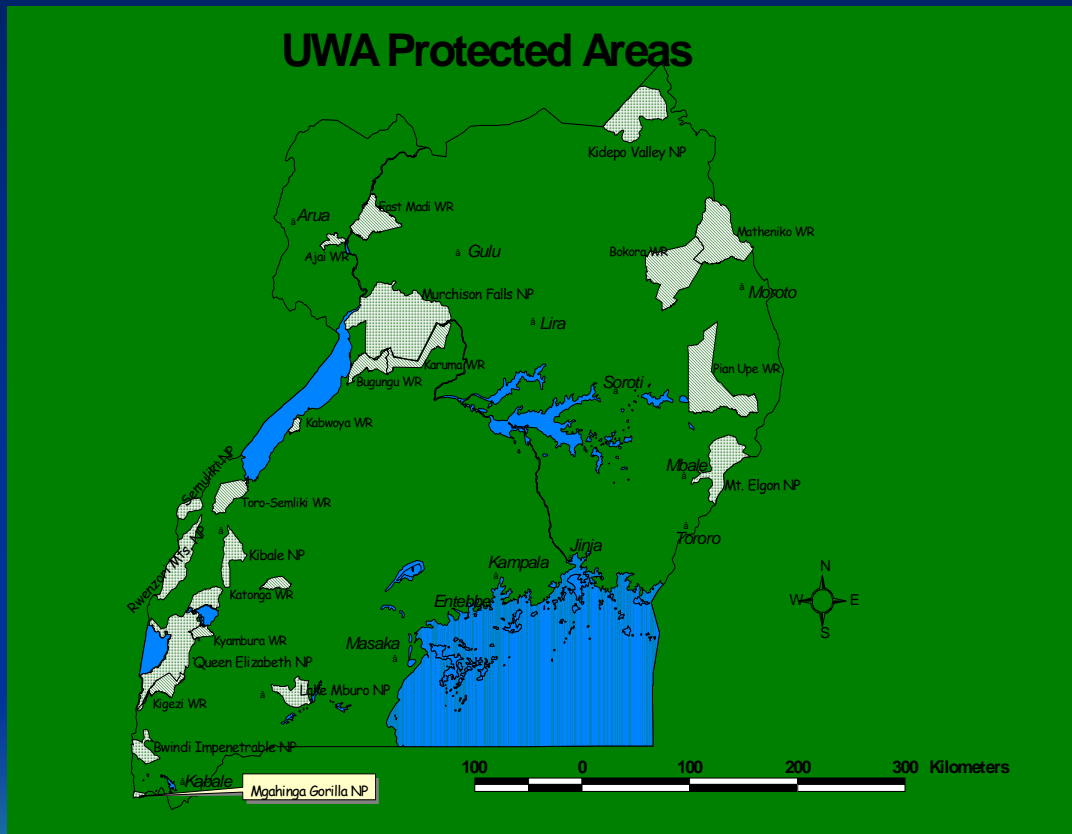 UWA Protected Areas
Kidepo Valley NP
East Madi WR
Arua
Matheniko WR
Ajai WR
Gulu
Bokora WR
Moroto
Murchison Falls NP
Lira
Karuma WR
Pian Upe WR
Bugungu WR
Soroti
Kabwoya WR
Semuliki NP
Mbale
Mt. Elgon NP
Toro-Semliki WR
Tororo
Jinja
Kibale NP
Kampala
Rwenzori Mts. NP
Katonga WR
Entebbe
N
W
E
S
Kyambura WR
Masaka
Queen Elizabeth NP
Lake Mburo NP
Kigezi WR
Bwindi Impenetrable NP
Kabale
Mgahinga Gorilla NP
100 0 100 200 300 Kilometers